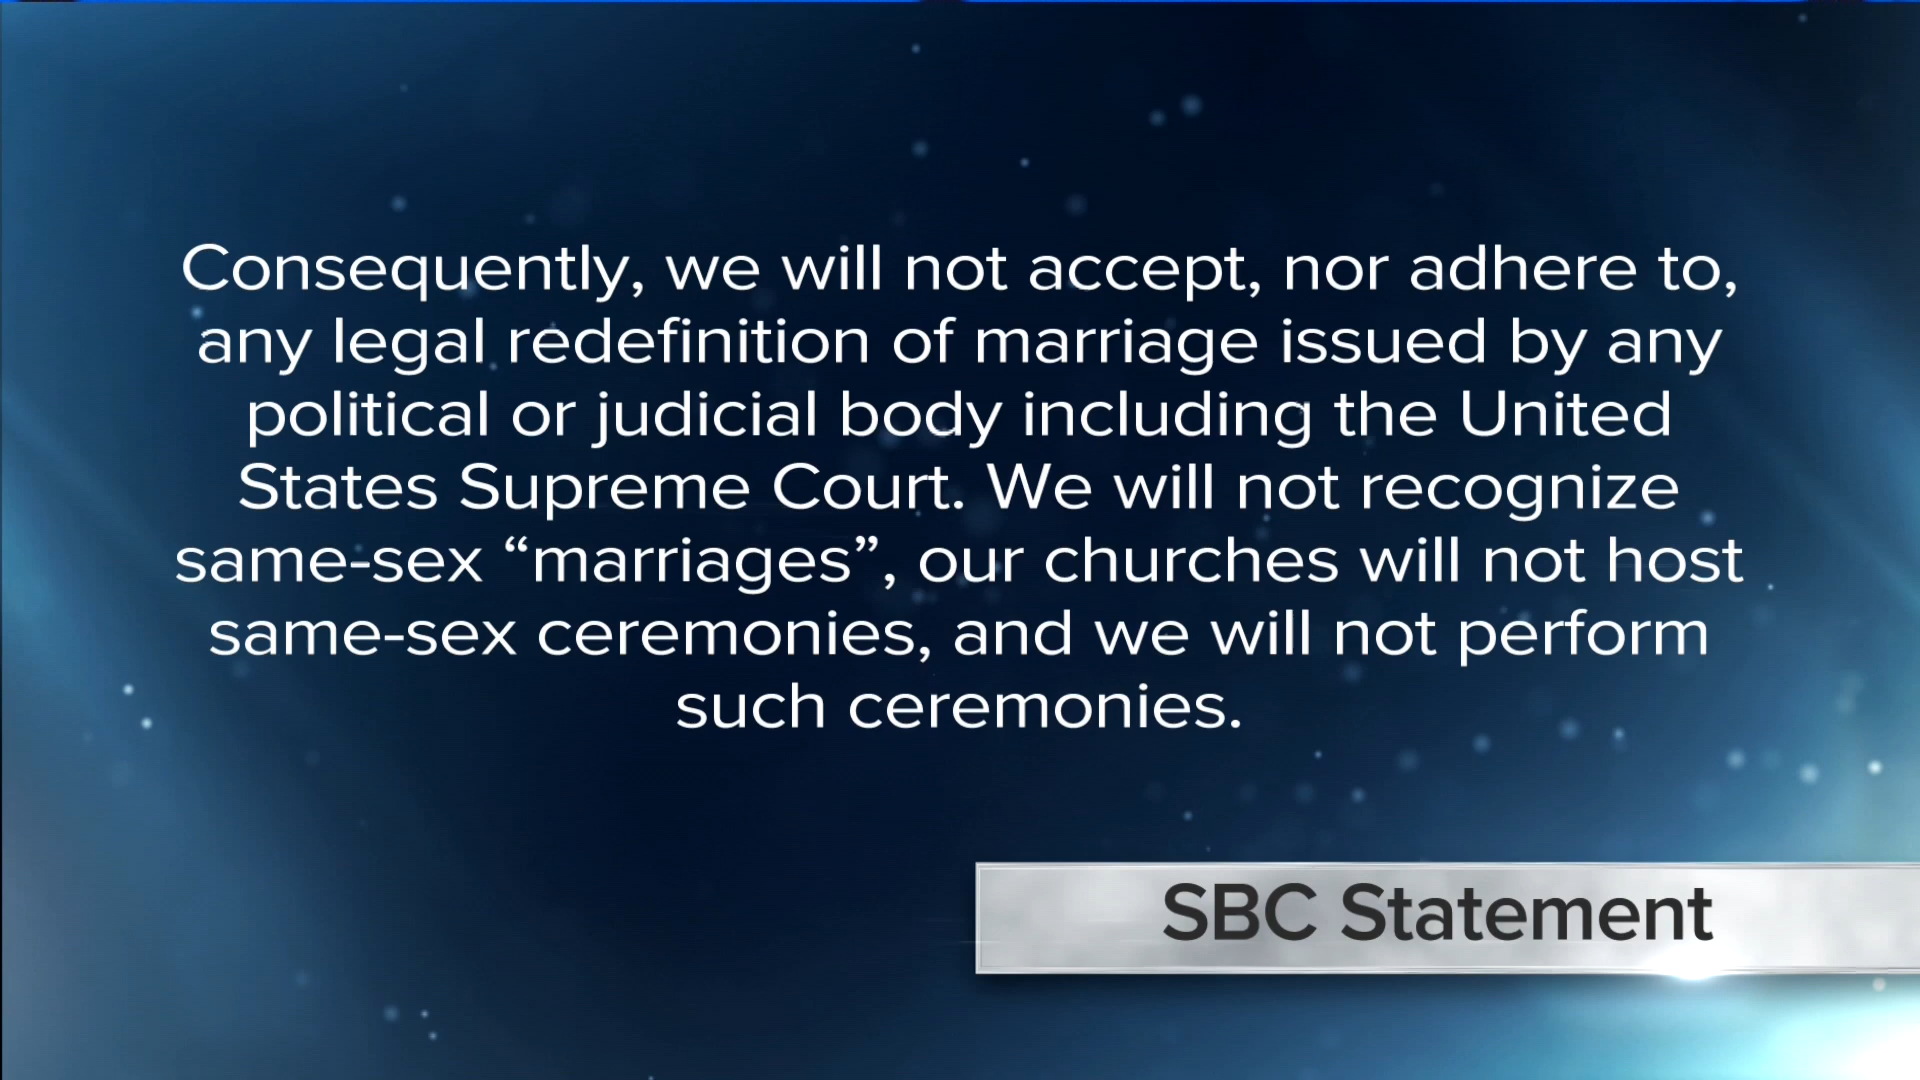 Consequently, we will not accept, nor adhere to,
any legal redefinition of marriage issued by any
political or judicial body including the United
States Supreme Court. We will not recognize
same-sex “marriages”, our churches will not host
same-sex ceremonies, and we will not perform
such ceremonies.
SBC Statement